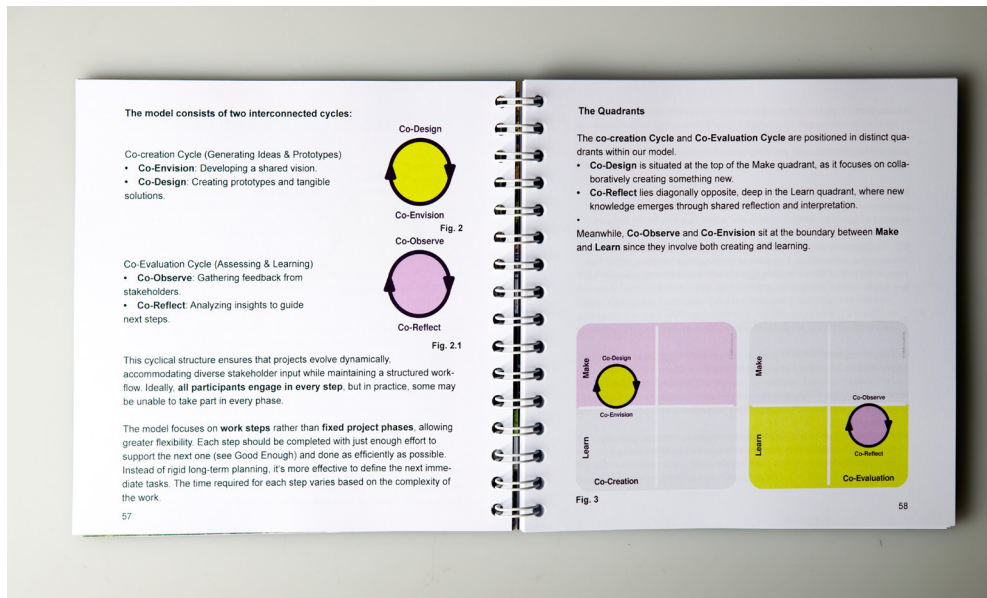 The model consists of two interconnected cycles:
Co-creation Cycle (Generating Ideas & Prototypes)
• Co-Envision: Developing a shared vision.
• Co-Design: Creating prototypes and tangible
solutions.
Co-Design
Co-Envision
Fig. 2
Co-Evaluation Cycle (Assessing & Learning)
• Co-Observe: Gathering feedback from
stakeholders.
• Co-Reflect: Analyzing insights to guide
next steps.
Co-Observe
Co-Reflect
Fig. 2.1
This cyclical structure ensures that projects evolve dynamically,
accommodating diverse stakeholder input while maintaining a structured work-
flow. Ideally, all participants engage in every step, but in practice, some may
be unable to take part in every phase.
The model focuses on work steps rather than fixed project phases, allowing
greater flexibility. Each step should be completed with just enough effort to
support the next one (see Good Enough) and done as efficiently as possible.
Instead of rigid long-term planning, it's more effective to define the next imme-
diate tasks. The time required for each step varies based on the complexity of
the work.
57
The Quadrants
The co-creation Cycle and Co-Evaluation Cycle are positioned in distinct qua-
drants within our model.
• Co-Design is situated at the top of the Make quadrant, as it focuses on colla-
boratively creating something new.
• Co-Reflect lies diagonally opposite, deep in the Learn quadrant, where new
knowledge emerges through shared reflection and interpretation.
•
Meanwhile, Co-Observe and Co-Envision sit at the boundary between Make
and Learn since they involve both creating and learning.
Make
Co-Design
Co-Envision
Learn
Co-Creation
Make
Co-Observe
Learn
Co-Reflect
Co-Evaluation
Fig. 3
58